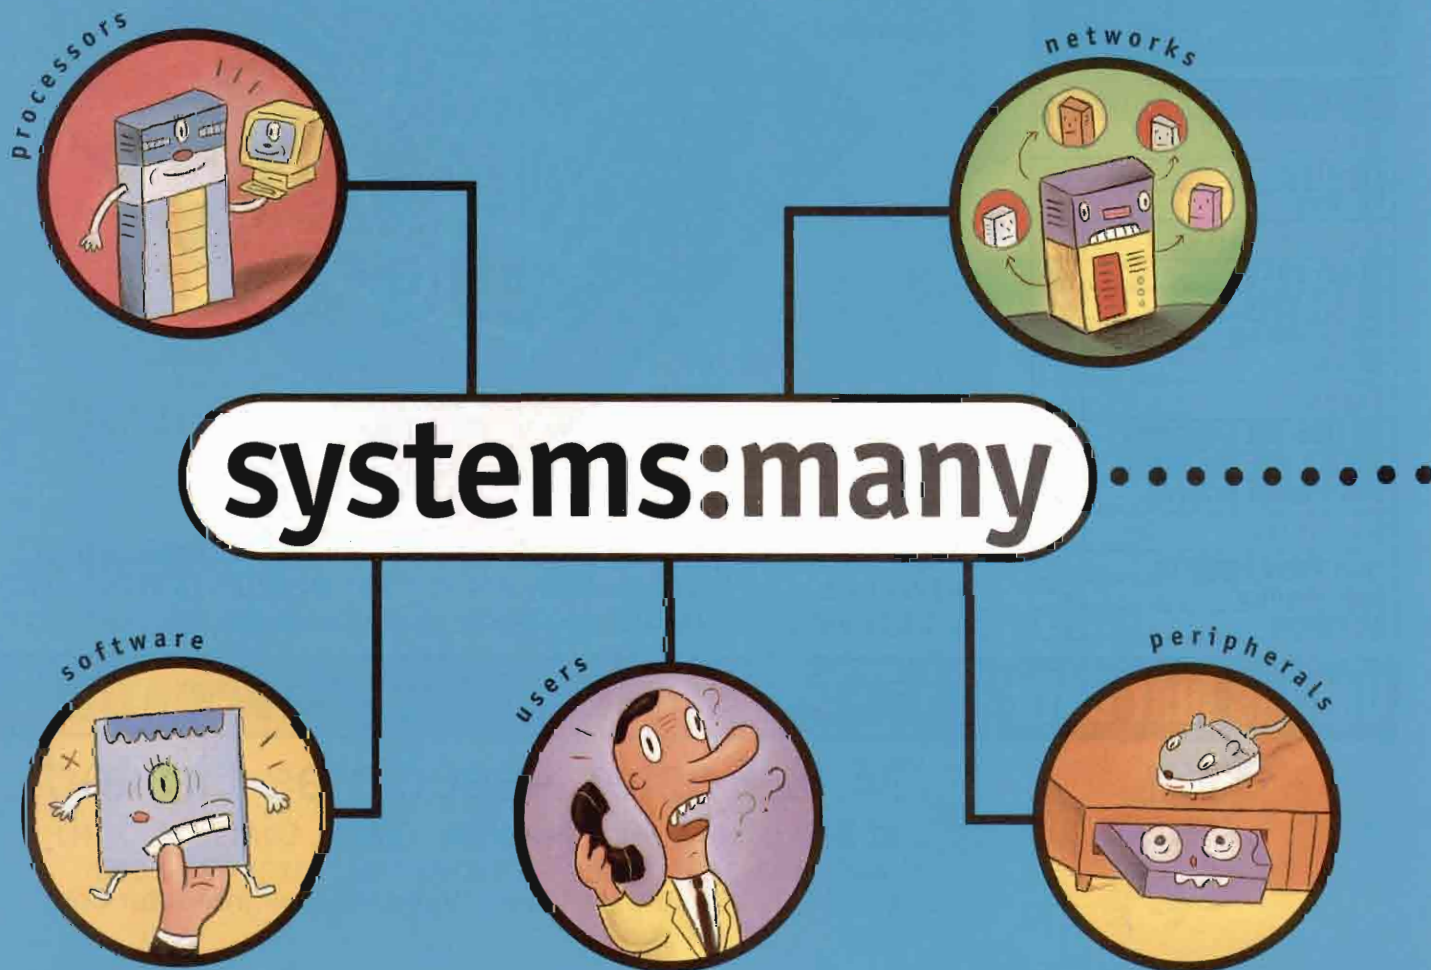 processors
networks
systems:many
software
users
peripherals